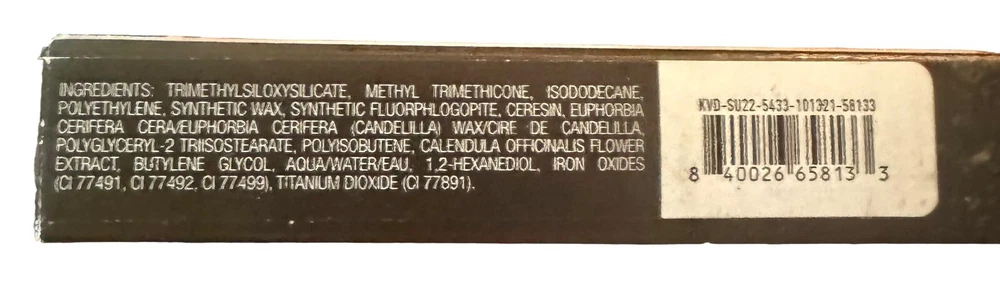 INGREDIENTS: TRIMETHYLSILOXYSILICATE, METHYL TRIMETHICONE, ISODODECANE,
POLYETHYLENE, SYNTHETIC WAX, SYNTHETIC FLUORPHLOGOPITE, CERESIN, EUPHORBIA
CERIFERA CERA/EUPHORBIA CERIFERA (CANDELILLA) WAX/CIRE DE CANDELILLA,
POLYGLYCERYL-2 TRIISOSTEARATE, POLYISOBUTENE, CALENDULA OFFICINALIS FLOWER
EXTRACT, BUTYLENE GLYCOL, AQUA/WATER/EAU, 1,2-HEXANEDIOL, IRON OXIDES
(CI 77491, CI 77492, CI 77499), TITANIUM DIOXIDE (CI 77891).
KVD-SU22-5433-101321-58133
8 40026 65813 3